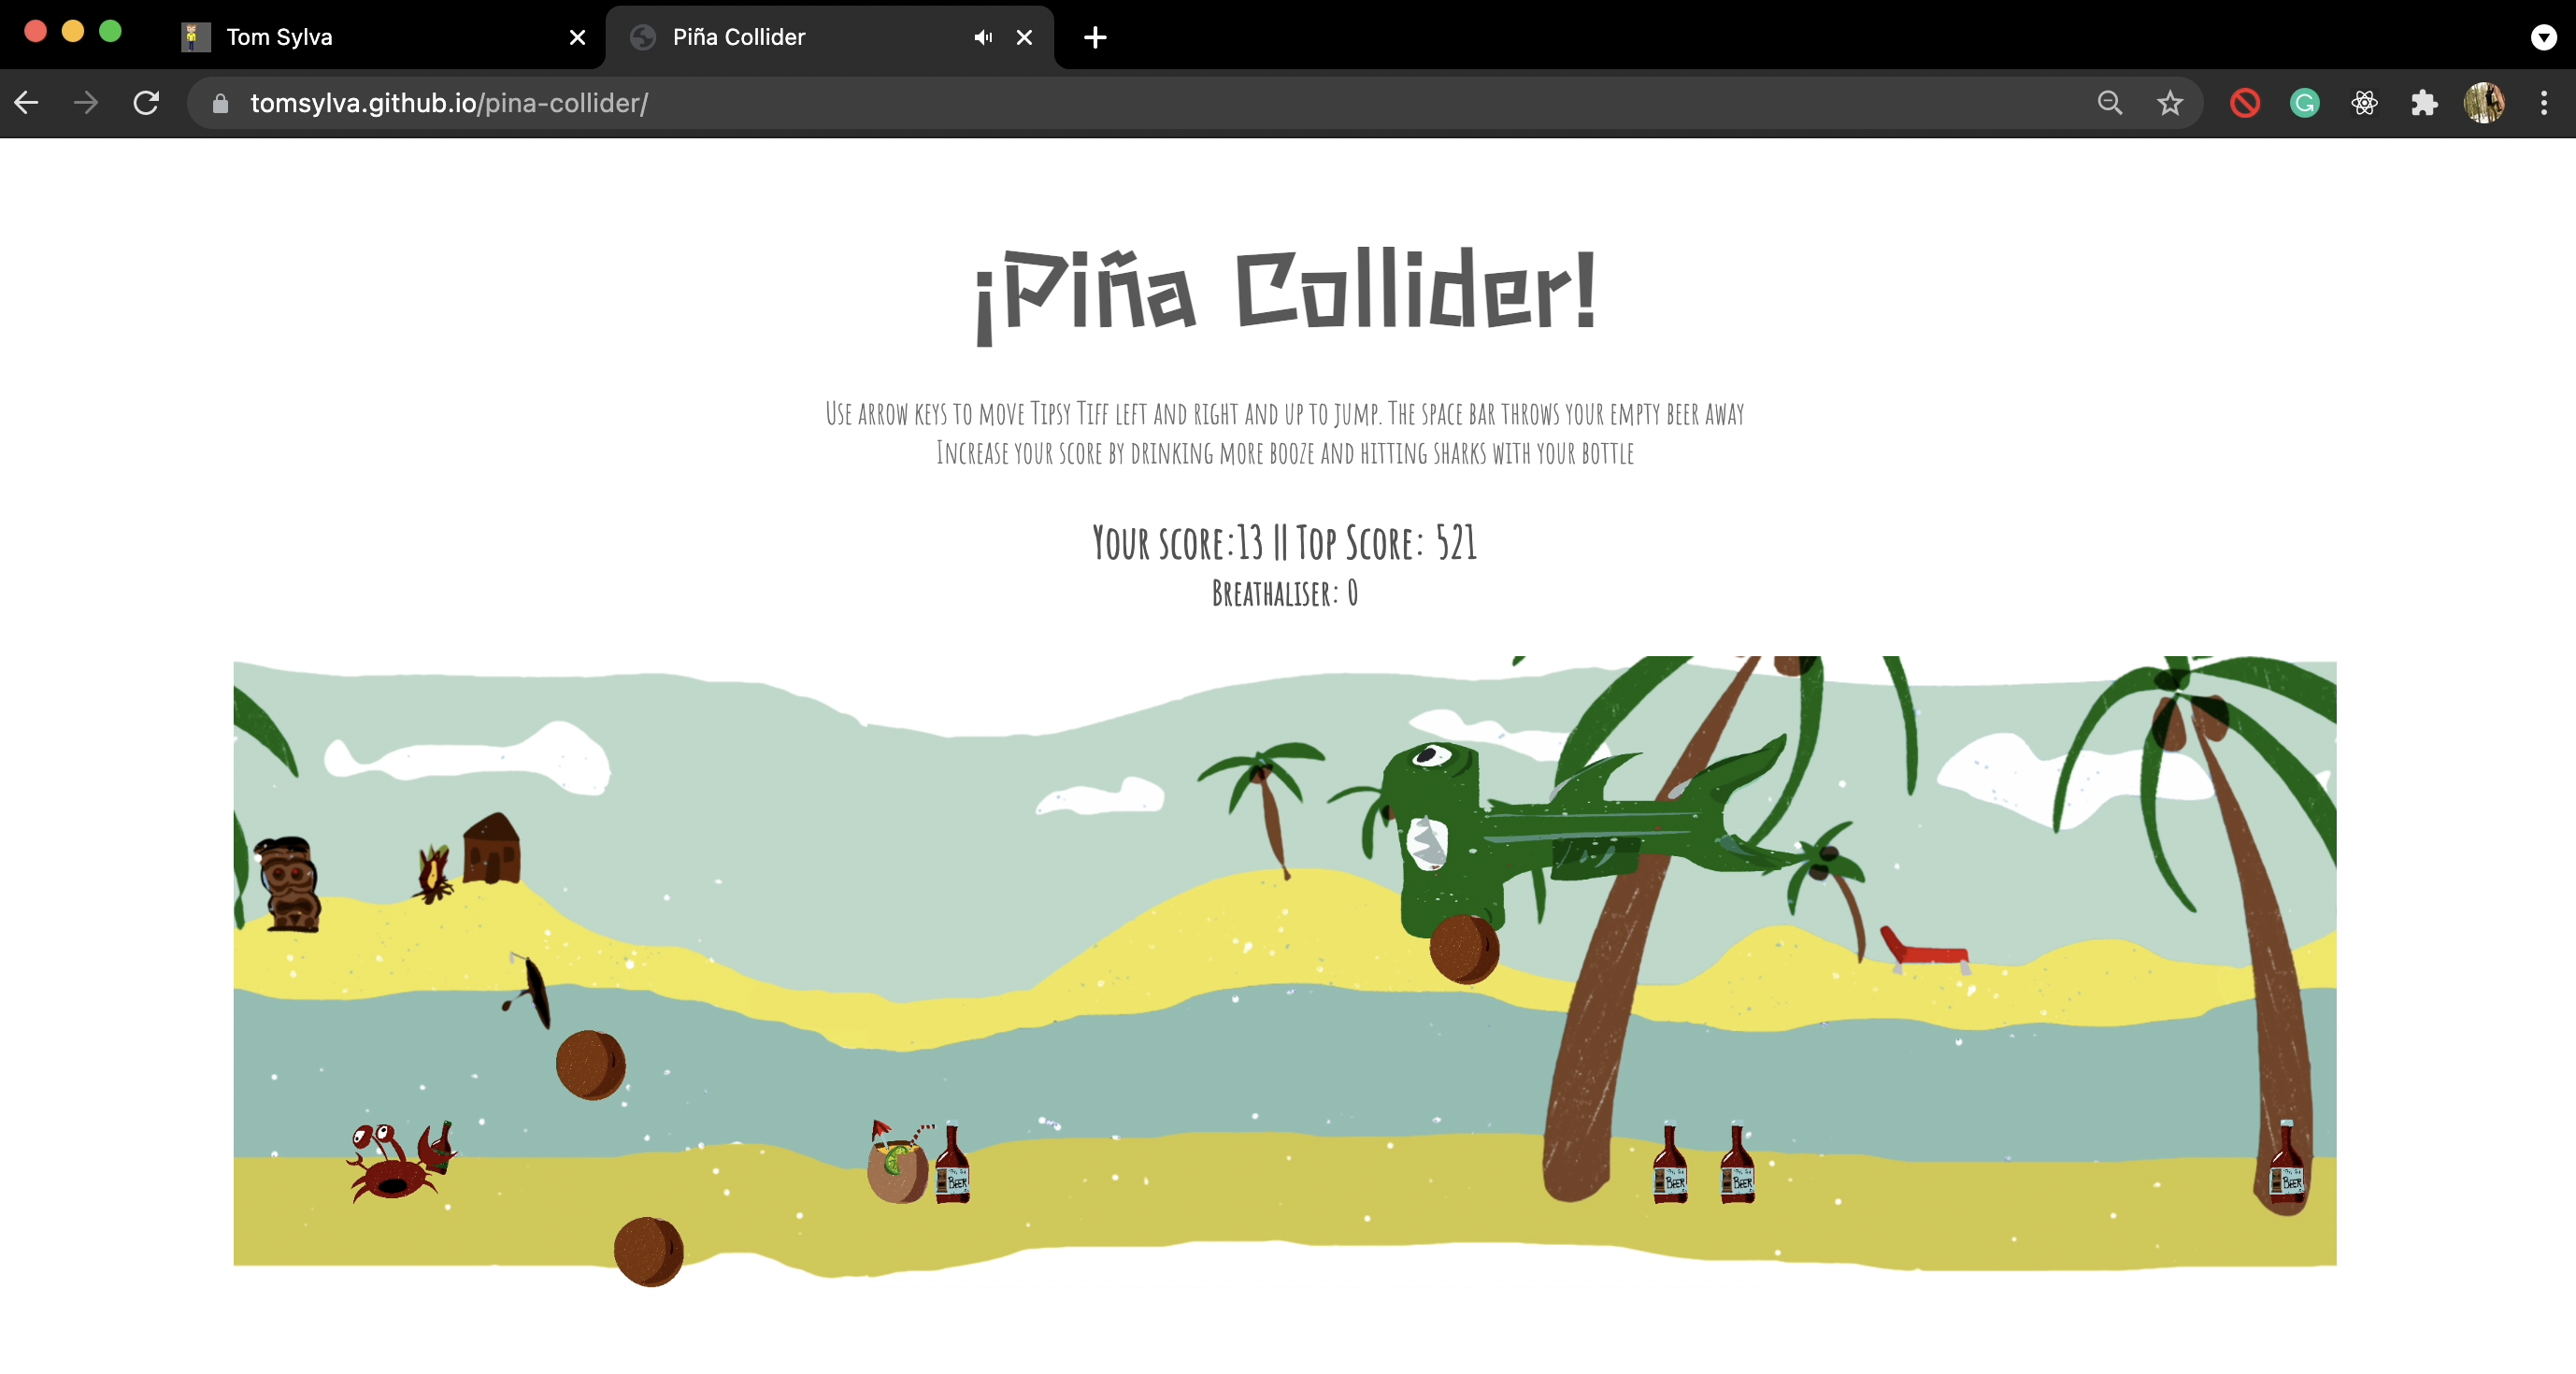 Tom Sylva
Piña Collider
tomsylva.github.io/pina-collider/
¡Piña Collider!
Use arrow keys to move Tipsy Tiff left and right and up to jump. The space bar throws your empty beer away
Increase your score by drinking more booze and hitting sharks with your bottle
Your score:13 || Top Score: 521
Breathaliser: 0
BEER
BEER
BEER
BEER